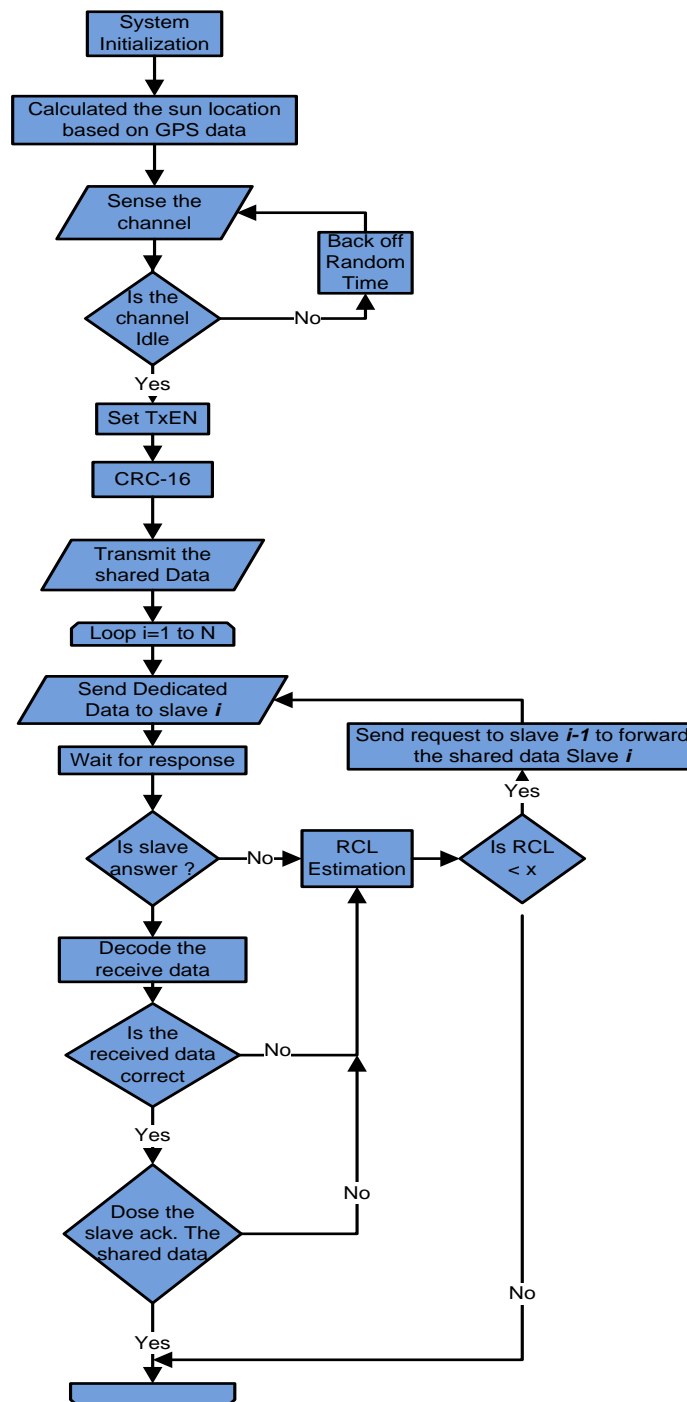 System
Initialization
Calculated the sun location
based on GPS data
Sense the
channel
Back off
Random
Time
Is the
channel
Idle
No
Yes
Set TxEN
CRC-16
Transmit the
shared Data
Loop i=1 to N
Send Dedicated
Data to slave i
Send request to slave i-1 to forward
the shared data Slave i
Wait for response
Yes
Is slave
answer ?
No
RCL
Estimation
Is RCL
< x
Decode the
receive data
Is the
received data
correct
No
Yes
Dose the
slave ack. The
shared data
No
No
Yes